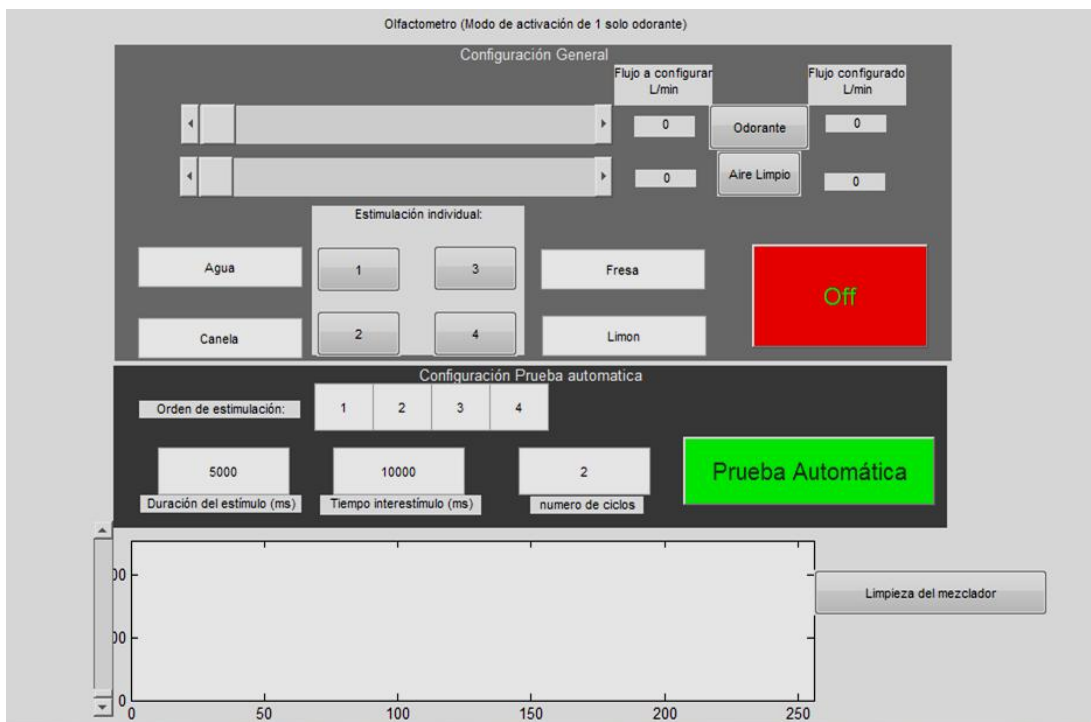 Olfactometro (Modo de activación de 1 solo odorante)
Configuración General
Flujo a configurar
L/min
Flujo configurado
L/min
0
Odorante
0
0
Aire Limpio
0
Estimulación individual:
Agua
1
3
Fresa
Off
Canela
2
4
Limon
Configuración Prueba automatica
Orden de estimulación:
1
2
3
4
5000
10000
2
Prueba Automática
Duración del estímulo (ms)
Tiempo interestímulo (ms)
numero de ciclos
Limpieza del mezclador
00
00
0
0 50 100 150 200 250